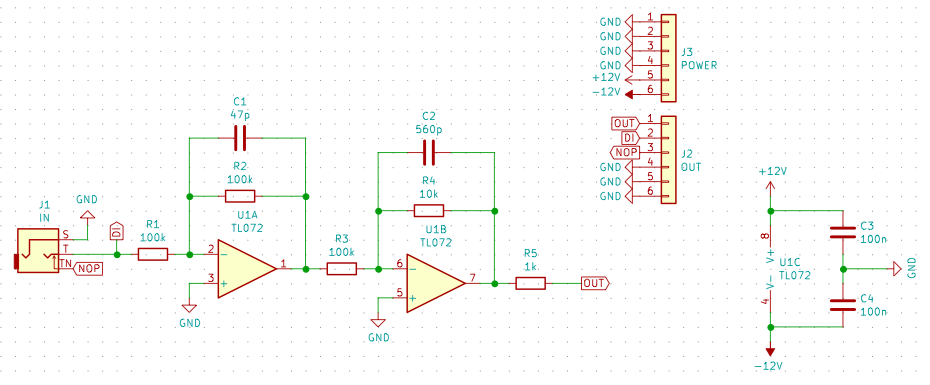 GND 1
GND 2
GND 3
GND 4
+12V 5
-12V 6
J3
POWER
OUT 1
DI 2
NOP 3
GND 4
GND 5
GND 6
J2
OUT
C1
47p
R2
100k
C2
560p
R4
10k
J1
IN
GND
S
T
TN
NOP
DI
R1
100k
U1A
TL072
2
−
3
+
1
GND
R3
100k
U1B
TL072
6
−
5
+
7
GND
R5
1k
OUT
+12V
8
V+
U1C
TL072
V-
4
-12V
C3
100n
C4
100n
GND